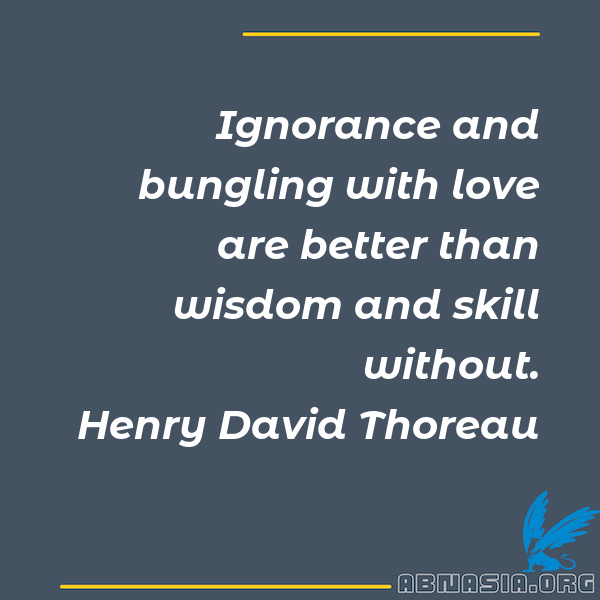 Ignorance and
bungling with love
are better than
wisdom and skill
without.
Henry David Thoreau
ABNASIA.ORG